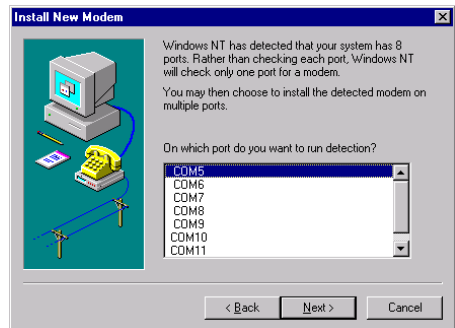 Install New Modem
Windows NT has detected that your system has 8
ports. Rather than checking each port, Windows NT
will check only one port for a modem.
You may then choose to install the detected modem on
multiple ports.
On which port do you want to run detection?
COM5
COM6
COM7
COM8
COM9
COM10
COM11
< Back
Next >
Cancel